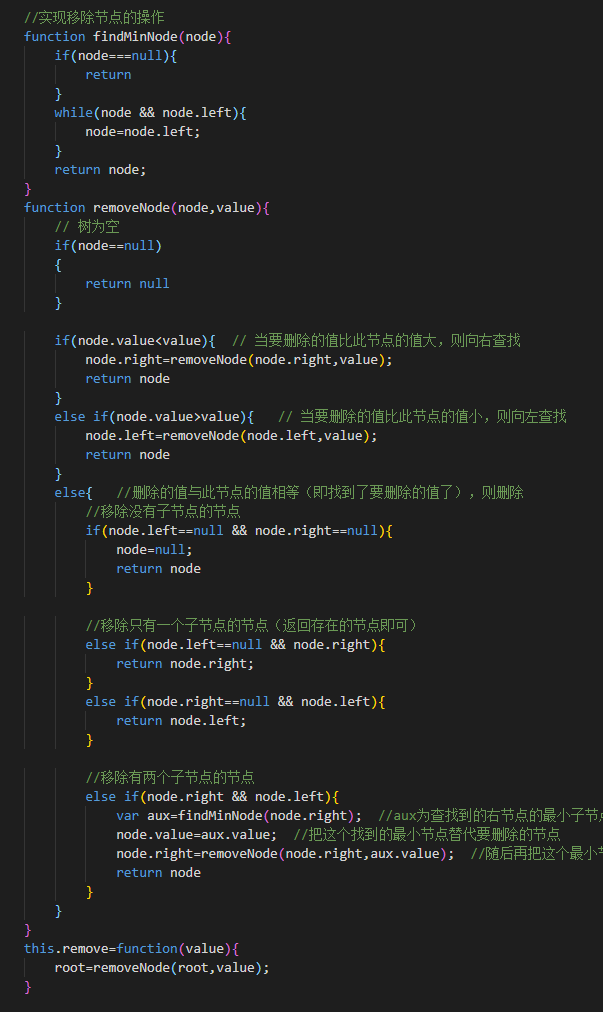 //实现移除节点的操作
function findMinNode(node){
    if(node===null){
        return
    }
    while(node && node.left){
        node=node.left;
    }
    return node;
}
function removeNode(node,value){
    // 树为空
    if(node==null)
    {
        return null
    }

    if(node.value<value){  // 当要删除的值比此节点的值大，则向右查找
        node.right=removeNode(node.right,value);
        return node
    }
    else if(node.value>value){   // 当要删除的值比此节点的值小，则向左查找
        node.left=removeNode(node.left,value);
        return node
    }
    else{   //删除的值与此节点的值相等（即找到了要删除的值了），则删除
        //移除没有子节点的节点
        if(node.left==null && node.right==null){
            node=null;
            return node
        }

        //移除只有一个子节点的节点（返回存在的节点即可）
        else if(node.left==null && node.right){
            return node.right;
        }
        else if(node.right==null && node.left){
            return node.left;
        }

        //移除有两个子节点的节点
        else if(node.right && node.left){
            var aux=findMinNode(node.right);  //aux为查找到的右节点的最小子节点
            node.value=aux.value;  //把这个找到的最小节点替代要删除的节点
            node.right=removeNode(node.right,aux.value);  //随后再把这个最小
            return node
        }
    }
}
this.remove=function(value){
    root=removeNode(root,value);
}